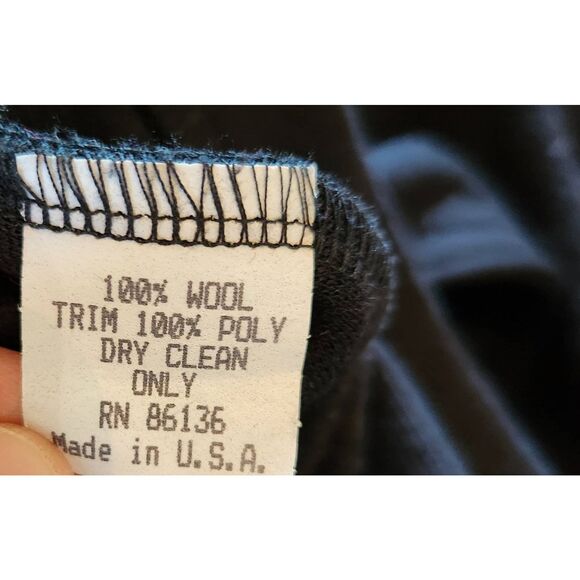 100% WOOL
TRIM 100% POLY
DRY CLEAN
ONLY
RN 86136
Made in U.S.A.